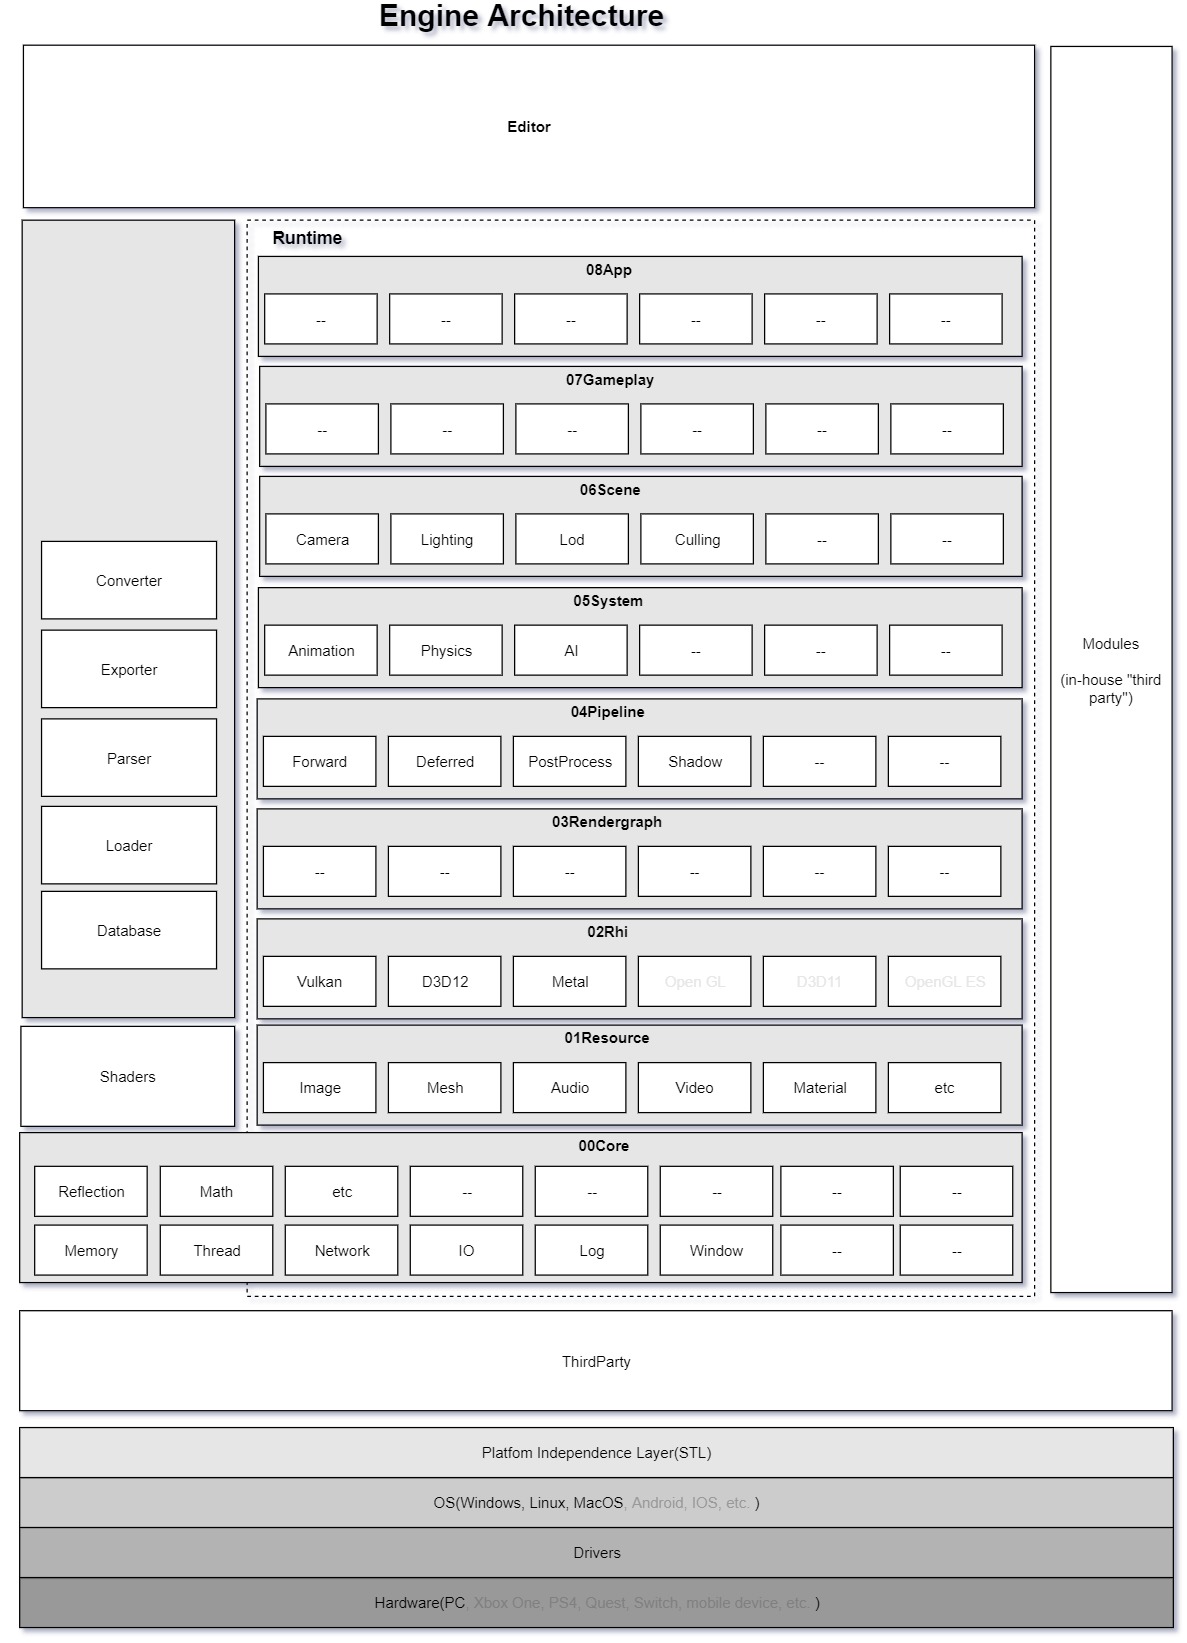 Engine Architecture
Editor
Runtime
08App
-- -- -- -- -- --
07Gameplay
-- -- -- -- -- --
06Scene
Camera Lighting Lod Culling -- --
05System
Animation Physics AI -- -- --
04Pipeline
Forward Deferred PostProcess Shadow -- --
03Rendergraph
-- -- -- -- -- --
02Rhi
Vulkan D3D12 Metal Open GL D3D11 OpenGL ES
01Resource
Image Mesh Audio Video Material etc
Converter
Exporter
Parser
Loader
Database
Shaders
00Core
Reflection Math etc -- -- -- -- --
Memory Thread Network IO Log Window -- --
Modules
(in-house "third
party")
ThirdParty
Platfom Independence Layer(STL)
OS(Windows, Linux, MacOS, Android, IOS, etc. )
Drivers
Hardware(PC, Xbox One, PS4, Quest, Switch, mobile device, etc. )